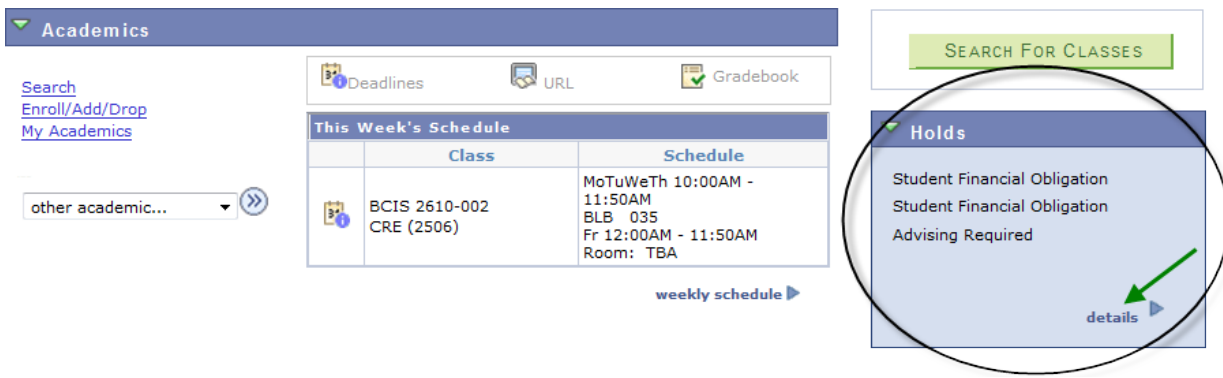 Academics
Search
Enroll/Add/Drop
My Academics
other academic...
Deadlines
URL
Gradebook
This Week's Schedule
Class
Schedule
BCIS 2610-002
CRE (2506)
MoTuWeTh 10:00AM -
11:50AM
BLB 035
Fr 12:00AM - 11:50AM
Room: TBA
weekly schedule
SEARCH FOR CLASSES
Holds
Student Financial Obligation
Student Financial Obligation
Advising Required
details